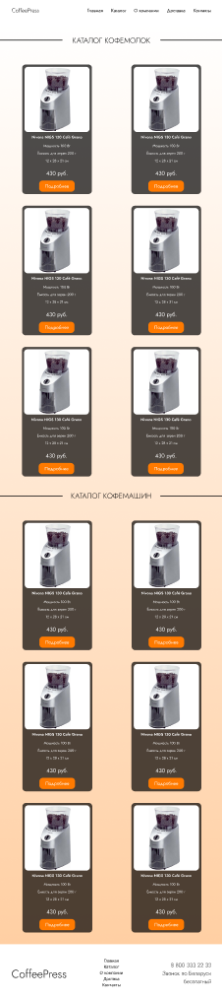 CoffeePress Главная Каталог О компании Доставка Контакты
КАТАЛОГ КОФЕМОЛОК
Nivona NIGS 130 Café Grano Nivona NIGS 130 Café Grano
Мощность 100 Вт Мощность 100 Вт
Емкость для зерен 200 г Емкость для зерен 200 г
12 x 28 x 21 см 12 x 28 x 21 см
430 руб. 430 руб.
Подробнее Подробнее
Nivona NIGS 130 Café Grano Nivona NIGS 130 Café Grano
Мощность 100 Вт Мощность 100 Вт
Емкость для зерен 200 г Емкость для зерен 200 г
12 x 28 x 21 см 12 x 28 x 21 см
430 руб. 430 руб.
Подробнее Подробнее
Nivona NIGS 130 Café Grano Nivona NIGS 130 Café Grano
Мощность 100 Вт Мощность 100 Вт
Емкость для зерен 200 г Емкость для зерен 200 г
12 x 28 x 21 см 12 x 28 x 21 см
430 руб. 430 руб.
Подробнее Подробнее
КАТАЛОГ КОФЕМАШИН
Nivona NIGS 130 Café Grano Nivona NIGS 130 Café Grano
Мощность 100 Вт Мощность 100 Вт
Емкость для зерен 200 г Емкость для зерен 200 г
12 x 28 x 21 см 12 x 28 x 21 см
430 руб. 430 руб.
Подробнее Подробнее
Nivona NIGS 130 Café Grano Nivona NIGS 130 Café Grano
Мощность 100 Вт Мощность 100 Вт
Емкость для зерен 200 г Емкость для зерен 200 г
12 x 28 x 21 см 12 x 28 x 21 см
430 руб. 430 руб.
Подробнее Подробнее
Nivona NIGS 130 Café Grano Nivona NIGS 130 Café Grano
Мощность 100 Вт Мощность 100 Вт
Емкость для зерен 200 г Емкость для зерен 200 г
12 x 28 x 21 см 12 x 28 x 21 см
430 руб. 430 руб.
Подробнее Подробнее
CoffeePress
Главная
Каталог
О компании
Доставка
Контакты
8 800 333 22 33
Звонок по Беларуси
бесплатный